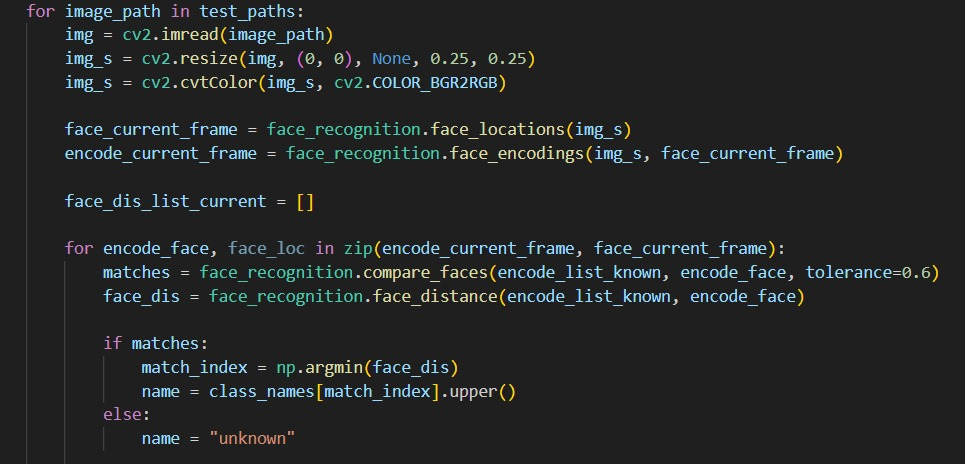 for image_path in test_paths:
img = cv2.imread(image_path)
img_s = cv2.resize(img, (0, 0), None, 0.25, 0.25)
img_s = cv2.cvtColor(img_s, cv2.COLOR_BGR2RGB)
face_current_frame = face_recognition.face_locations(img_s)
encode_current_frame = face_recognition.face_encodings(img_s, face_current_frame)
face_dis_list_current = []
for encode_face, face_loc in zip(encode_current_frame, face_current_frame):
matches = face_recognition.compare_faces(encode_list_known, encode_face, tolerance=0.6)
face_dis = face_recognition.face_distance(encode_list_known, encode_face)
if matches:
match_index = np.argmin(face_dis)
name = class_names[match_index].upper()
else:
name = "unknown"